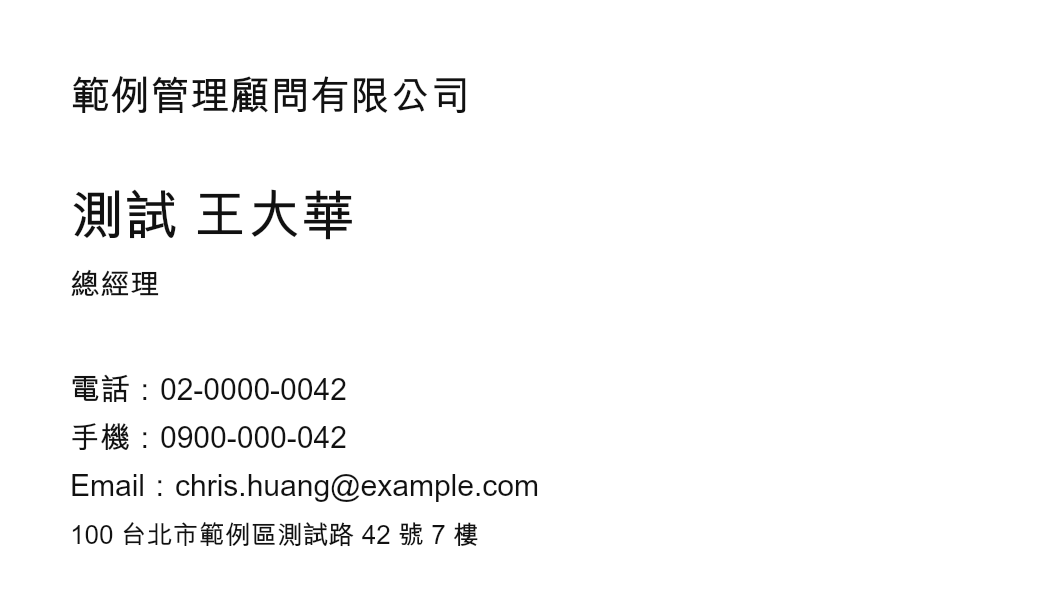 範例管理顧問有限公司
測試 王大華
總經理
電話：02-0000-0042
手機：0900-000-042
Email：chris.huang@example.com
100 台北市範例區測試路 42 號 7 樓